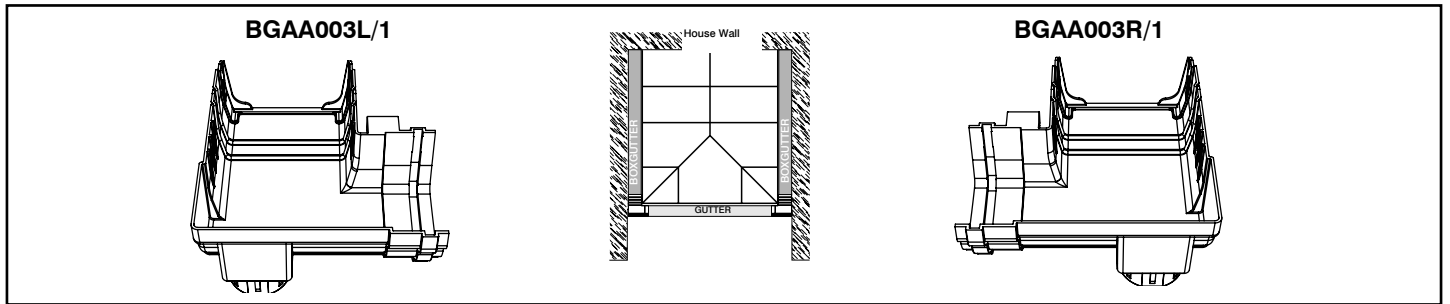 BGAA003L/1
House Wall
BGAA003R/1
BOXGUTTER
BOXGUTTER
GUTTER